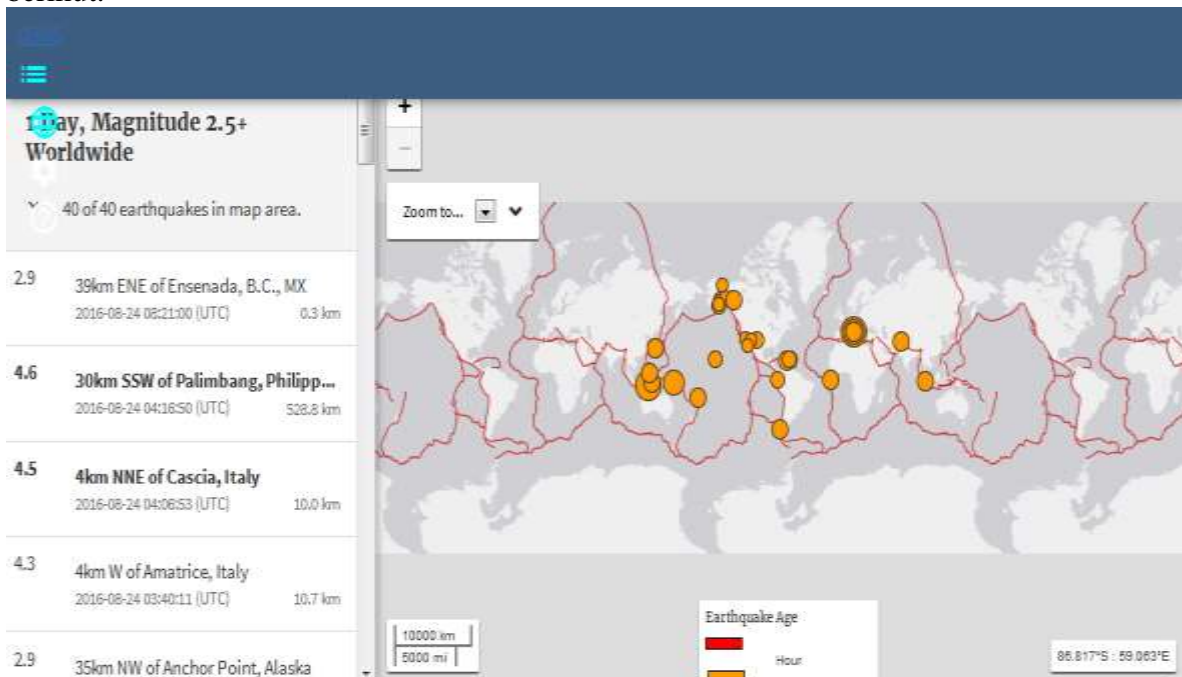 berikut:
1 Day, Magnitude 2.5+
Worldwide
40 of 40 earthquakes in map area.
2.9
39km ENE of Ensenada, B.C., MX
2016-08-24 08:21:00 (UTC)
0.3 km
4.6
30km SSW of Palimbang, Philipp...
2016-08-24 04:16:50 (UTC)
528.8 km
4.5
4km NNE of Cascia, Italy
2016-08-24 04:06:53 (UTC)
10.0 km
4.3
4km W of Amatrice, Italy
2016-08-24 03:40:11 (UTC)
10.7 km
2.9
35km NW of Anchor Point, Alaska
+
−
Zoom to...
10000 km
5000 mi
Earthquake Age
Hour
86.817°S : 59.063°E